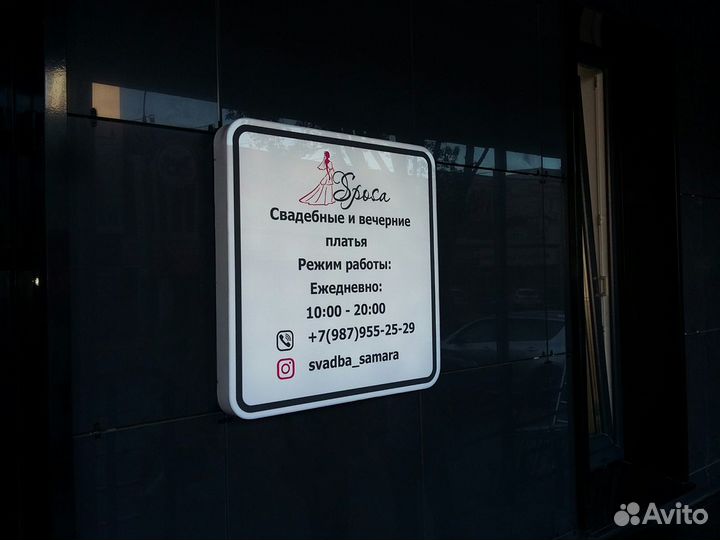 Sposa
Свадебные и вечерние
платья
Режим работы:
Ежедневно:
10:00 - 20:00
+7(987)955-25-29
svadba_samara
Avito